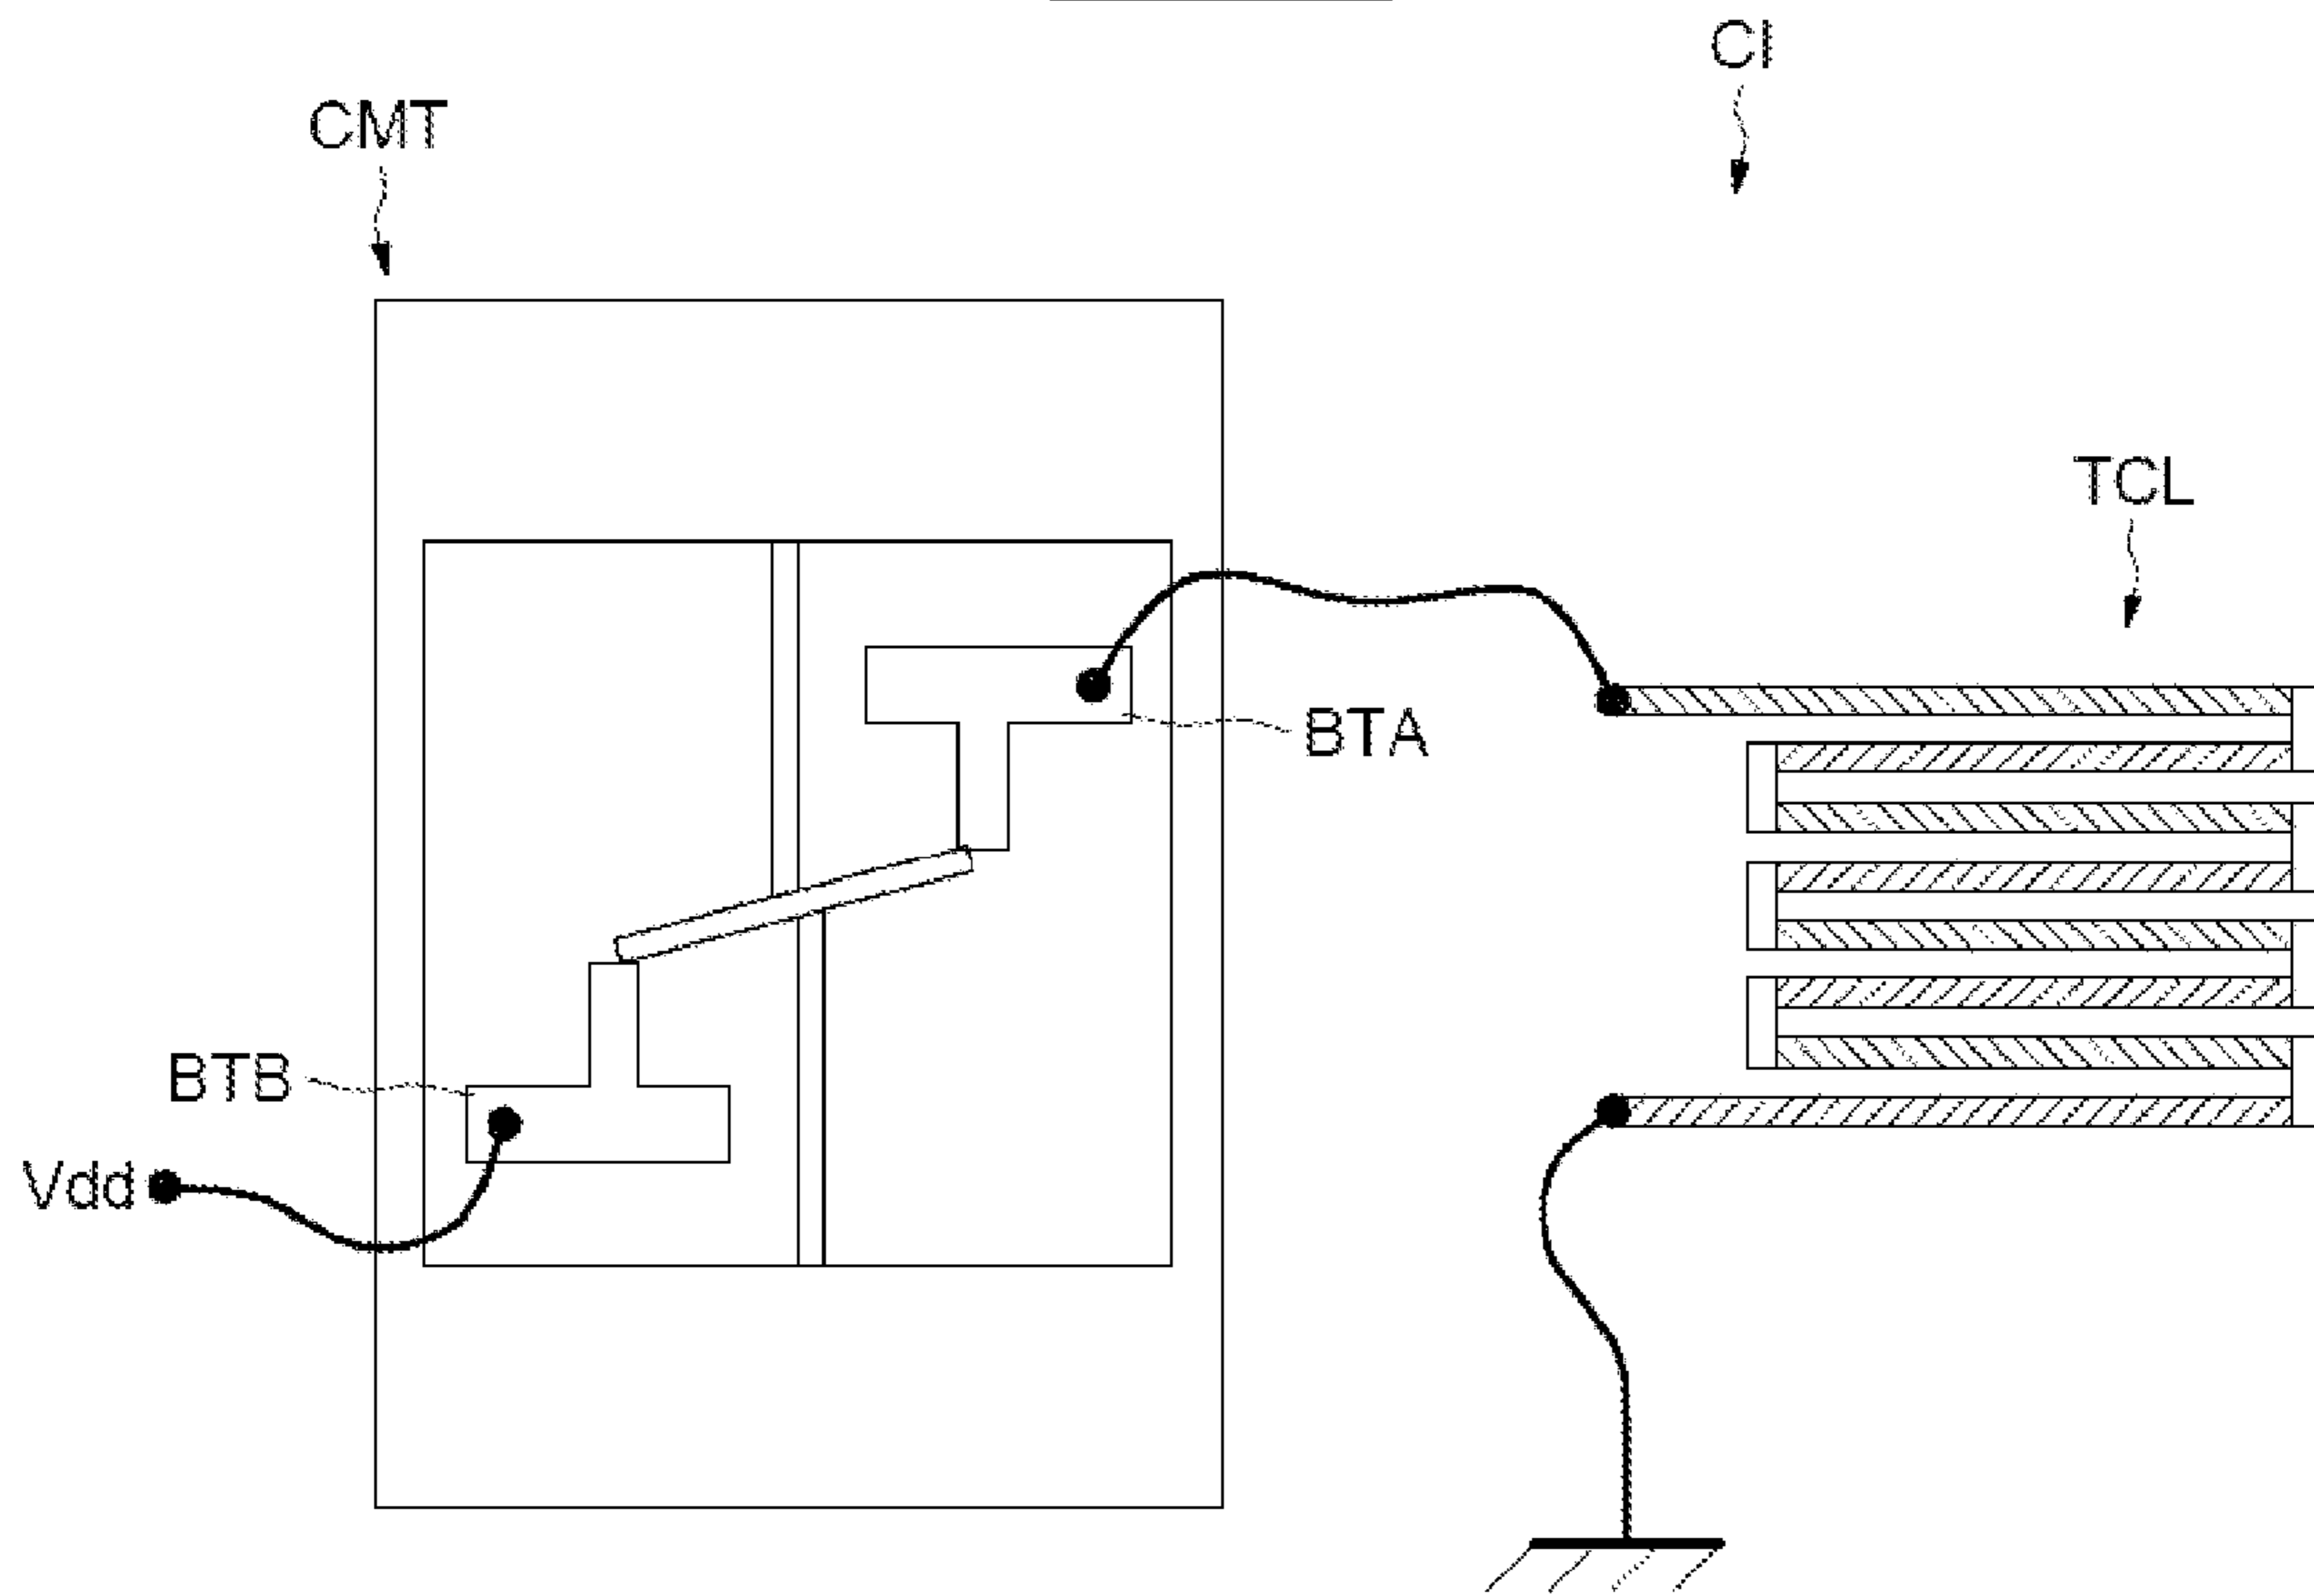 CI
CMT
TCL
BTA
BTB
Vdd